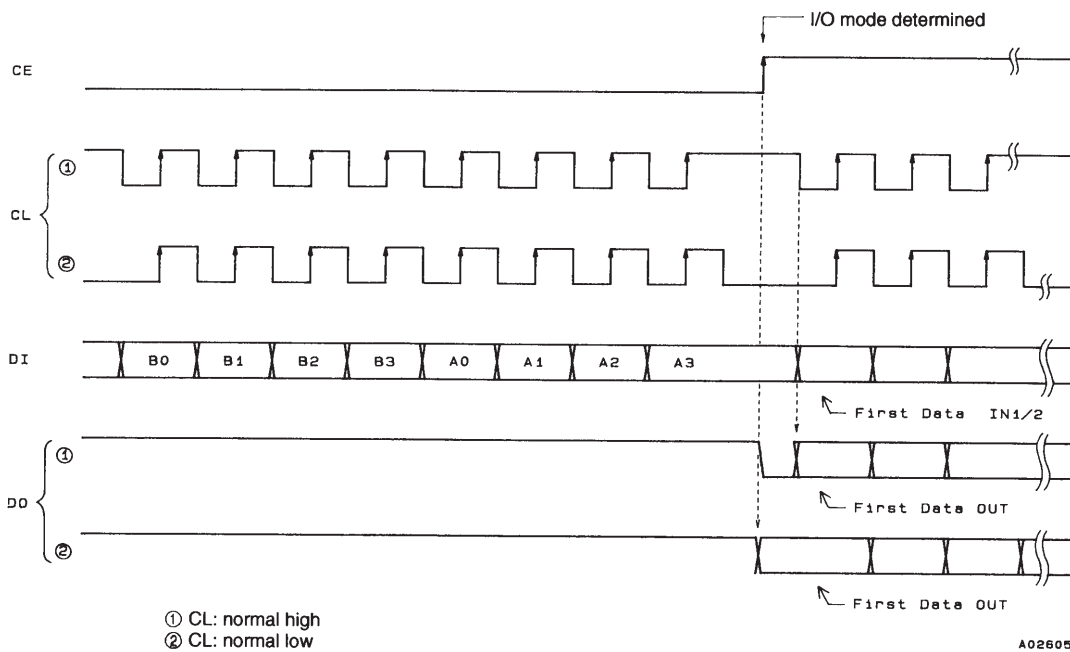 I/O mode determined
CE
①
CL
②
DI B0 B1 B2 B3 A0 A1 A2 A3
First Data IN1/2
①
First Data OUT
DO
②
First Data OUT
① CL: normal high
② CL: normal low
A02605